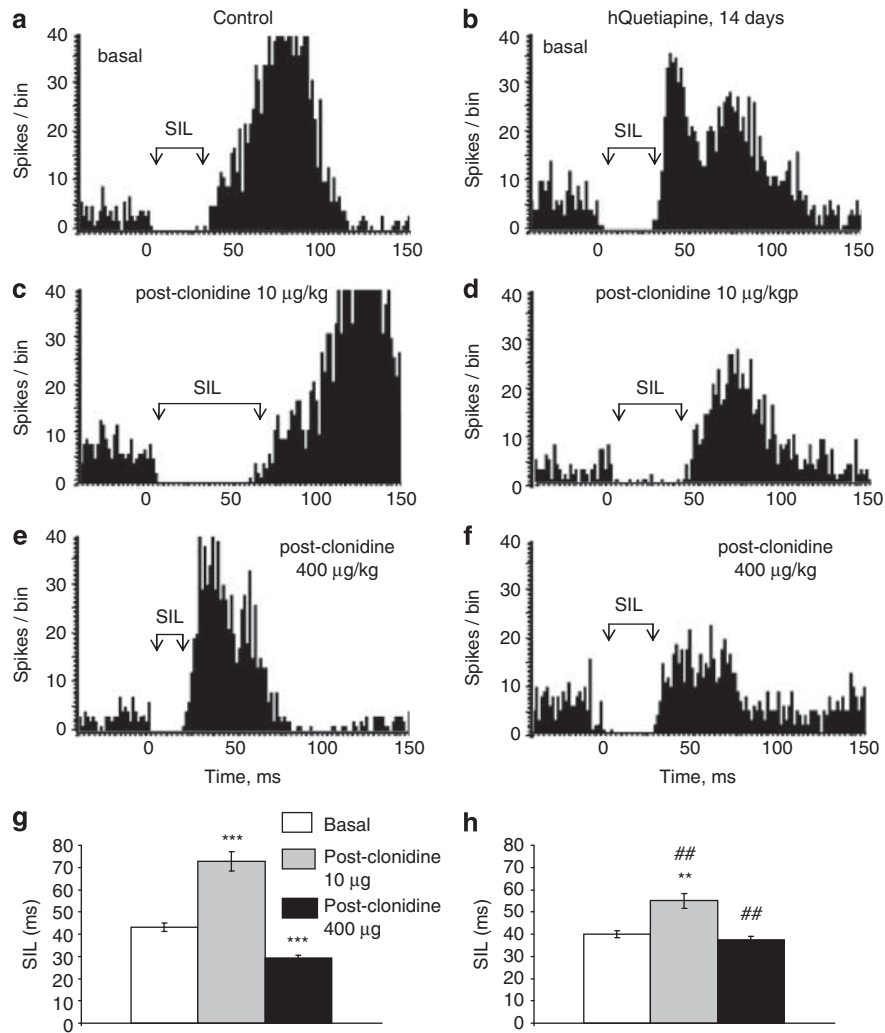 a Control
basal
SIL
Spikes / bin
40
30
20
10
0
0 50 100 150
b hQuetiapine, 14 days
basal
SIL
Spikes / bin
40
30
20
10
0
0 50 100 150
c post-clonidine 10 μg/kg
SIL
Spikes / bin
40
30
20
10
0
0 50 100 150
d post-clonidine 10 μg/kgp
SIL
Spikes / bin
40
30
20
10
0
0 50 100 150
e post-clonidine
400 μg/kg
SIL
Spikes / bin
40
30
20
10
0
0 50 100 150
Time, ms
f post-clonidine
400 μg/kg
SIL
Spikes / bin
40
30
20
10
0
0 50 100 150
Time, ms
g
Basal
Post-clonidine
10 μg
Post-clonidine
400 μg
SIL (ms)
80
70
60
50
40
30
20
10
0
***
***
h
SIL (ms)
80
70
60
50
40
30
20
10
0
##
**
##